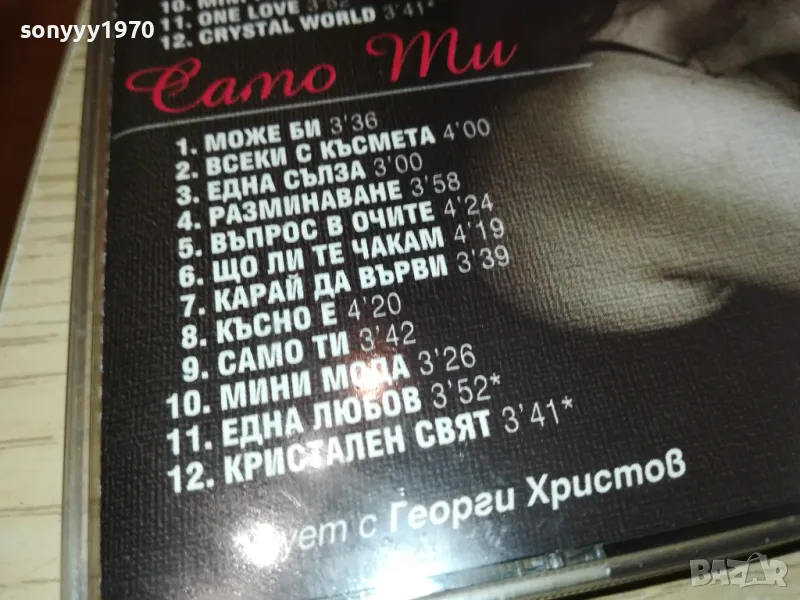 sonyyy1970
11. ONE LOVE 3'52*
12. CRYSTAL WORLD 3'41*
Само Ти
1. МОЖЕ БИ 3'36
2. ВСЕКИ С КЪСМЕТА 4'00
3. ЕДНА СЪЛЗА 3'00
4. РАЗМИНАВАНЕ 3'58
5. ВЪПРОС В ОЧИТЕ 4'24
6. ЩО ЛИ ТЕ ЧАКАМ 4'19
7. КАРАЙ ДА ВЪРВИ 3'39
8. КЪСНО Е 4'20
9. САМО ТИ 3'42
10. МИНИ МОДА 3'26
11. ЕДНА ЛЮБОВ 3'52*
12. КРИСТАЛЕН СВЯТ 3'41*
с Георги Христов
BAZAR